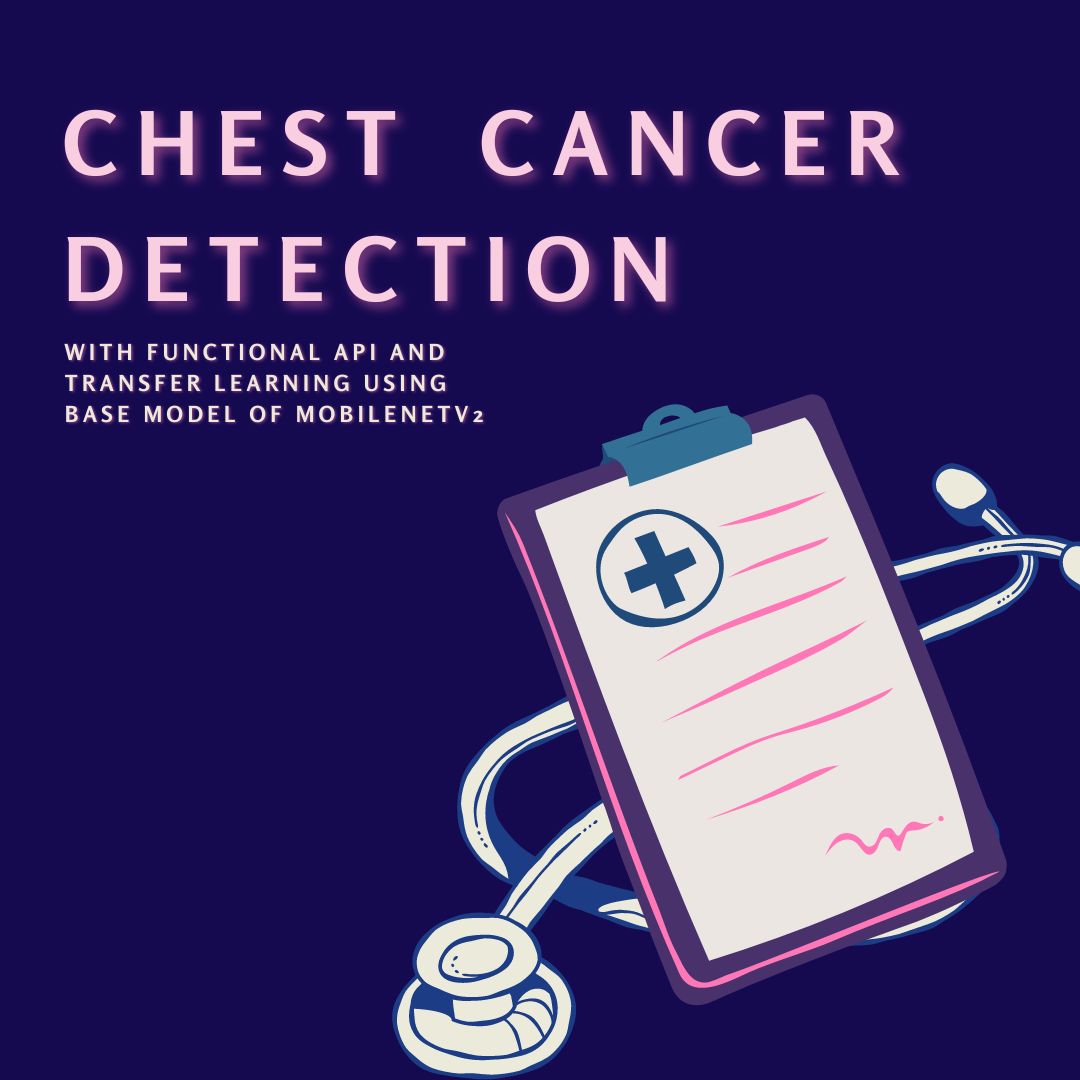 CHEST CANCER
DETECTION
WITH FUNCTIONAL API AND
TRANSFER LEARNING USING
BASE MODEL OF MOBILENETV2